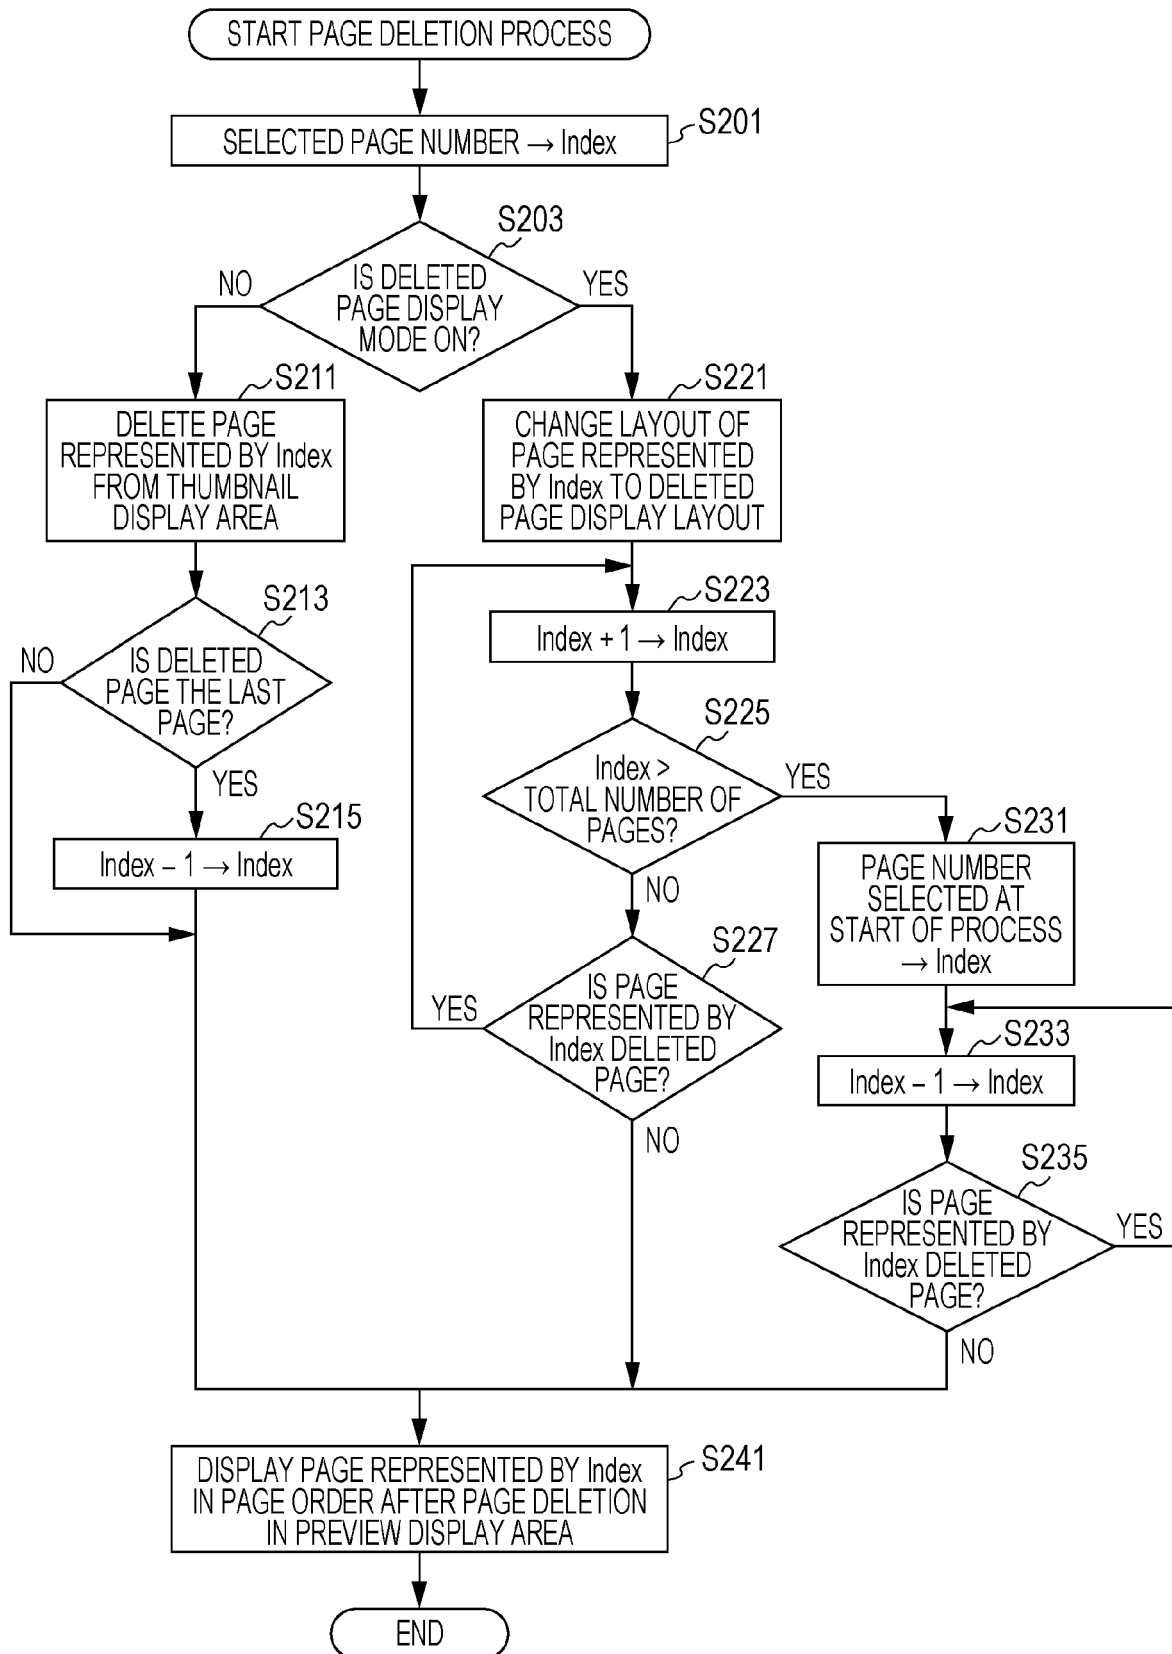 START PAGE DELETION PROCESS
SELECTED PAGE NUMBER → Index
S201
S203
IS DELETED
PAGE DISPLAY
MODE ON?
NO
YES
S211
DELETE PAGE
REPRESENTED BY Index
FROM THUMBNAIL
DISPLAY AREA
S221
CHANGE LAYOUT OF
PAGE REPRESENTED
BY Index TO DELETED
PAGE DISPLAY LAYOUT
S213
IS DELETED
PAGE THE LAST
PAGE?
NO
YES
S215
Index – 1 → Index
S223
Index + 1 → Index
S225
Index >
TOTAL NUMBER OF
PAGES?
YES
NO
S227
IS PAGE
REPRESENTED BY
Index DELETED
PAGE?
YES
NO
S231
PAGE NUMBER
SELECTED AT
START OF PROCESS
→ Index
S233
Index – 1 → Index
S235
IS PAGE
REPRESENTED BY
Index DELETED
PAGE?
YES
NO
S241
DISPLAY PAGE REPRESENTED BY Index
IN PAGE ORDER AFTER PAGE DELETION
IN PREVIEW DISPLAY AREA
END